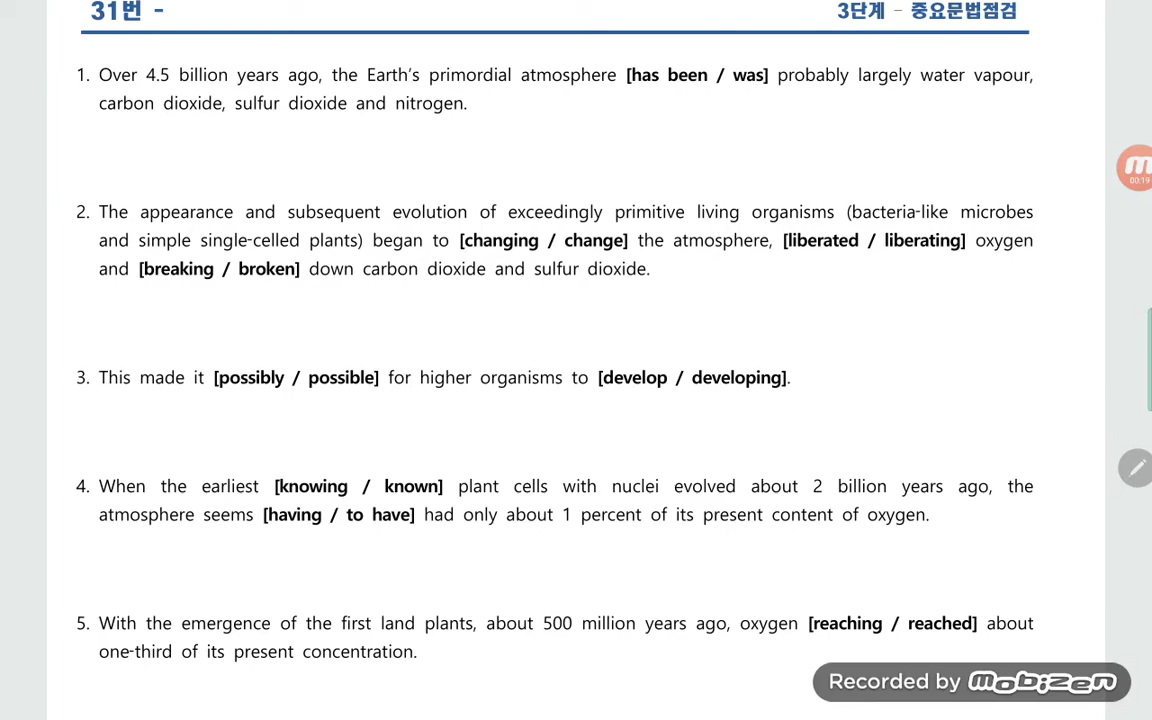 31번 -
3단계 - 중요문법점검
1. Over 4.5 billion years ago, the Earth's primordial atmosphere [has been / was] probably largely water vapour,
carbon dioxide, sulfur dioxide and nitrogen.
00:19
2. The appearance and subsequent evolution of exceedingly primitive living organisms (bacteria-like microbes
and simple single-celled plants) began to [changing / change] the atmosphere, [liberated / liberating] oxygen
and [breaking / broken] down carbon dioxide and sulfur dioxide.
3. This made it [possibly / possible] for higher organisms to [develop / developing].
4. When the earliest [knowing / known] plant cells with nuclei evolved about 2 billion years ago, the
atmosphere seems [having / to have] had only about 1 percent of its present content of oxygen.
5. With the emergence of the first land plants, about 500 million years ago, oxygen [reaching / reached] about
one-third of its present concentration.
Recorded by mobizen